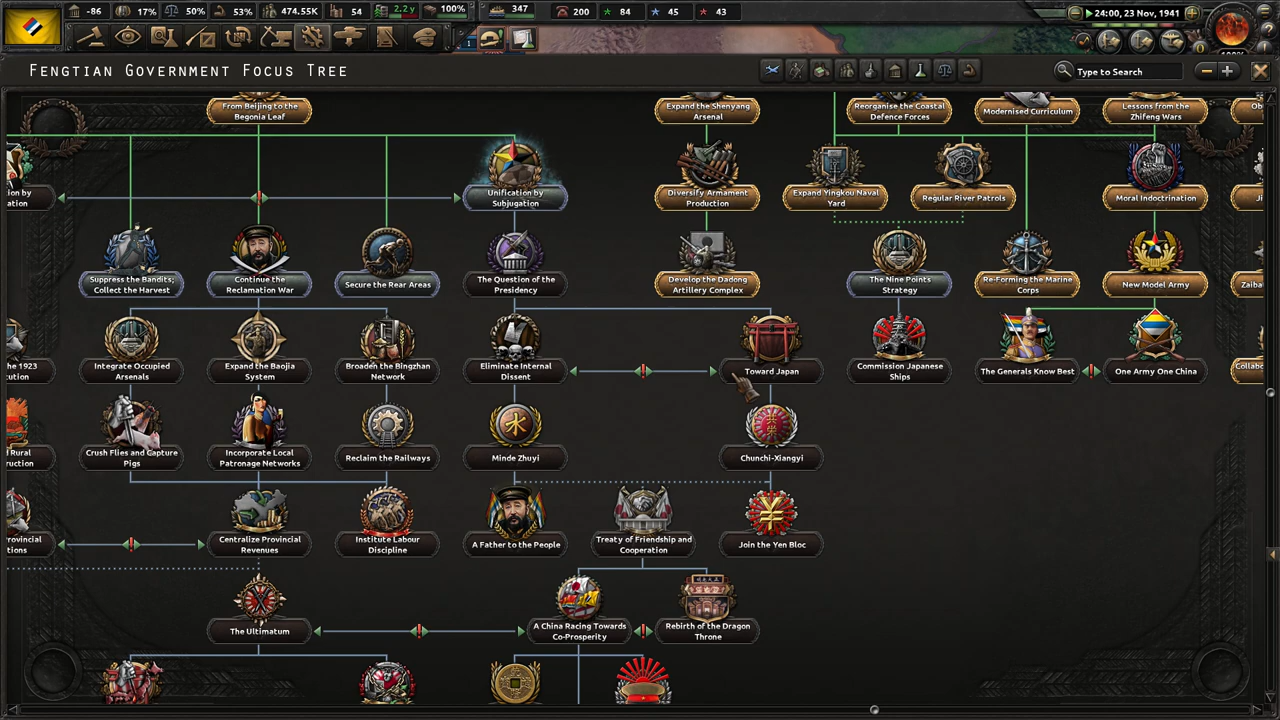 -86
17%
50%
53%
474.55K
54
2.2 y
100%
347
200
84
45
43
24:00, 23 Nov, 1941
Fengtian Government Focus Tree
Type to Search
From Beijing to the
Begonia Leaf
Expand the Shenyang
Arsenal
Reorganise the Coastal
Defence Forces
Modernised Curriculum
Lessons from the
Zhifeng Wars
Unification by
Subjugation
Diversify Armament
Production
Expand Yingkou Naval
Yard
Regular River Patrols
Moral Indoctrination
Suppress the Bandits;
Collect the Harvest
Continue the
Reclamation War
Secure the Rear Areas
The Question of the
Presidency
Develop the Dadong
Artillery Complex
The Nine Points
Strategy
Re-Forming the Marine
Corps
New Model Army
Integrate Occupied
Arsenals
Expand the Baojia
System
Broaden the Bingzhan
Network
Eliminate Internal
Dissent
Toward Japan
Commission Japanese
Ships
The Generals Know Best
One Army One China
Crush Flies and Capture
Pigs
Incorporate Local
Patronage Networks
Reclaim the Railways
Minde Zhuyi
Chunchi-Xiangyi
Centralize Provincial
Revenues
Institute Labour
Discipline
A Father to the People
Treaty of Friendship and
Cooperation
Join the Yen Bloc
The Ultimatum
A China Racing Towards
Co-Prosperity
Rebirth of the Dragon
Throne